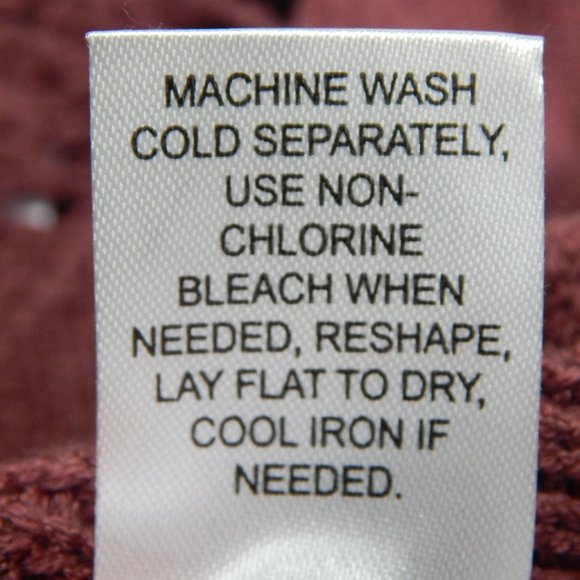 MACHINE WASH
COLD SEPARATELY,
USE NON-
CHLORINE
BLEACH WHEN
NEEDED, RESHAPE,
LAY FLAT TO DRY,
COOL IRON IF
NEEDED.